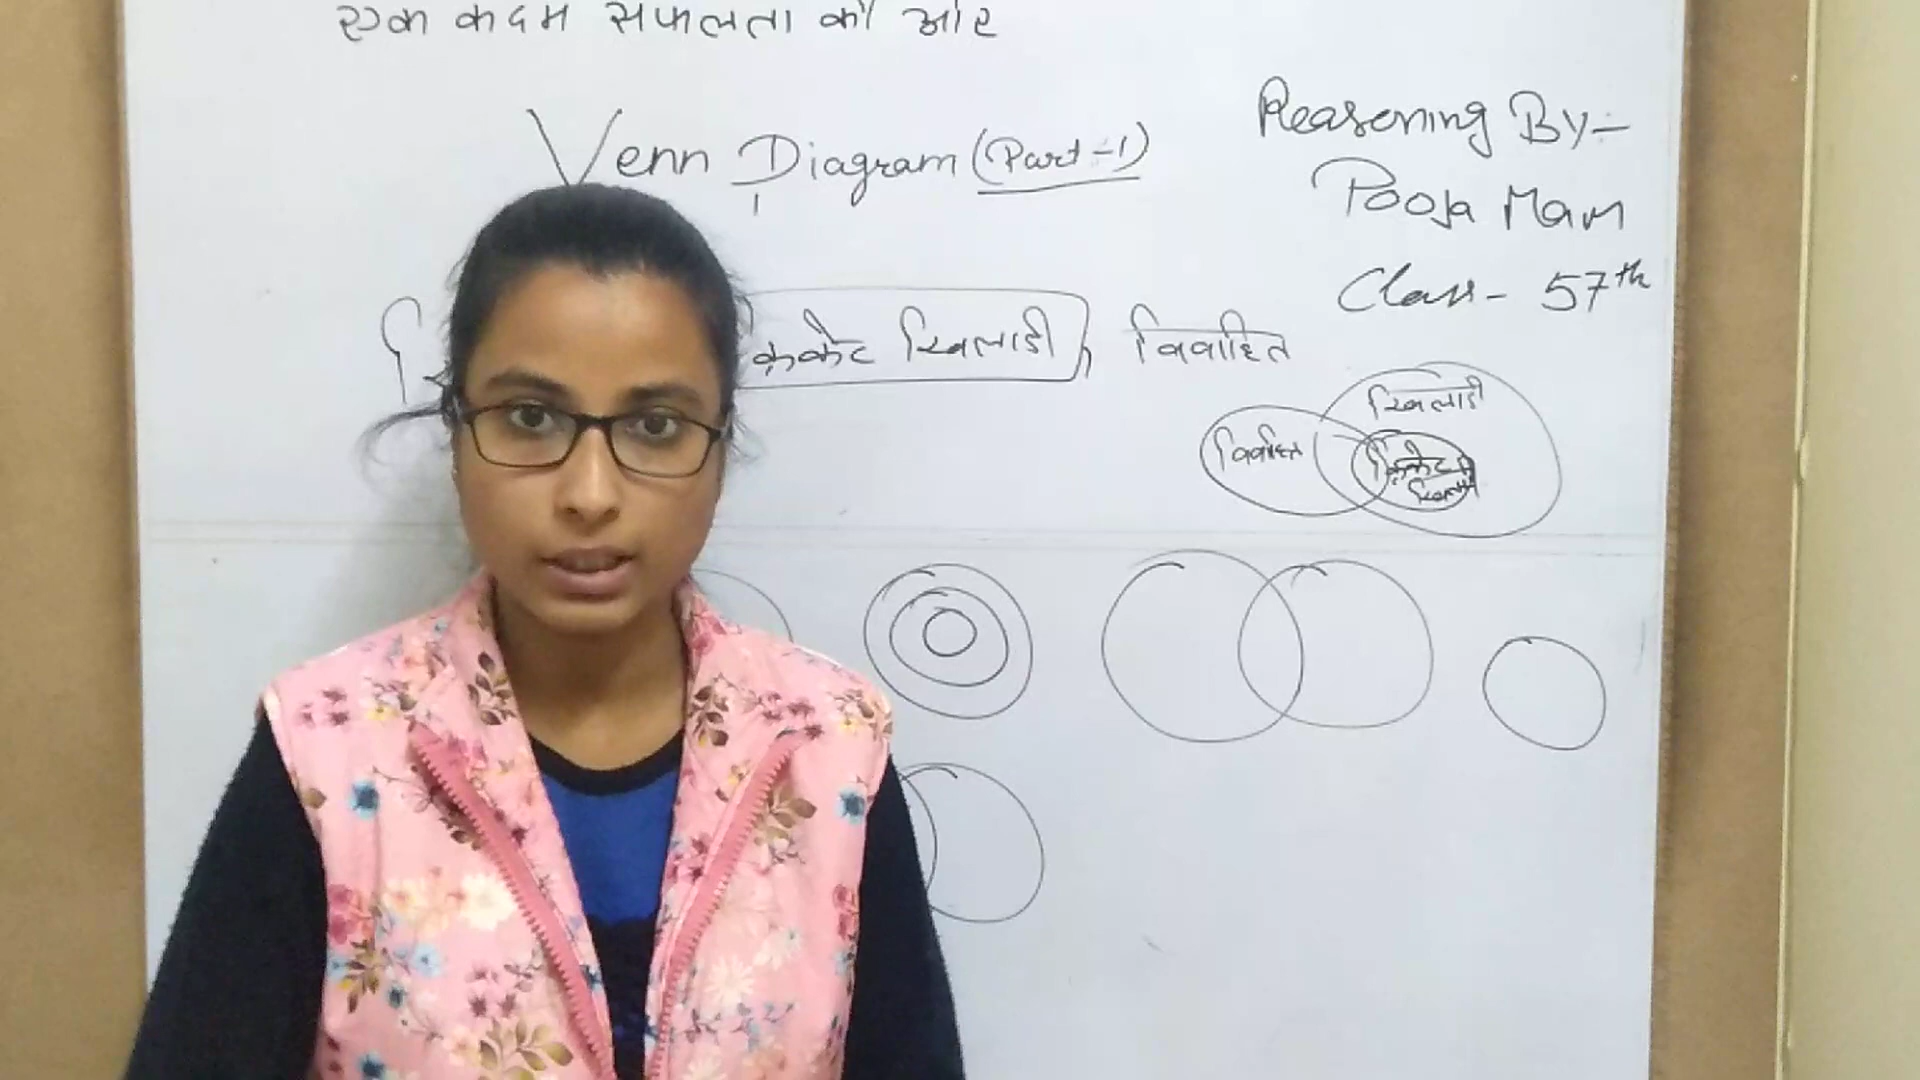 एक कदम सफलता की ओर
Venn Diagram (Part-1)
Reasoning By:-
Pooja Mam
Class- 57th
क्रिकेट खिलाडी, विवाहित
खिलाडी
विवाहित
क्रिकेट
खिलाडी